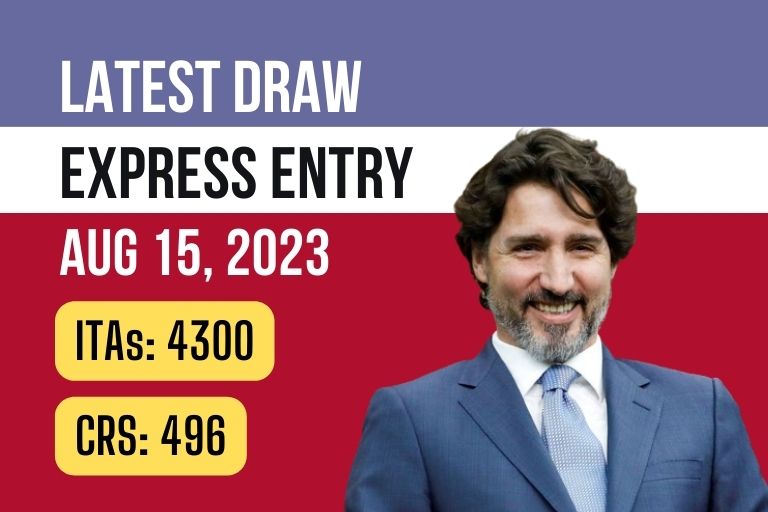 LATEST DRAW
EXPRESS ENTRY
AUG 15, 2023
ITAs: 4300
CRS: 496